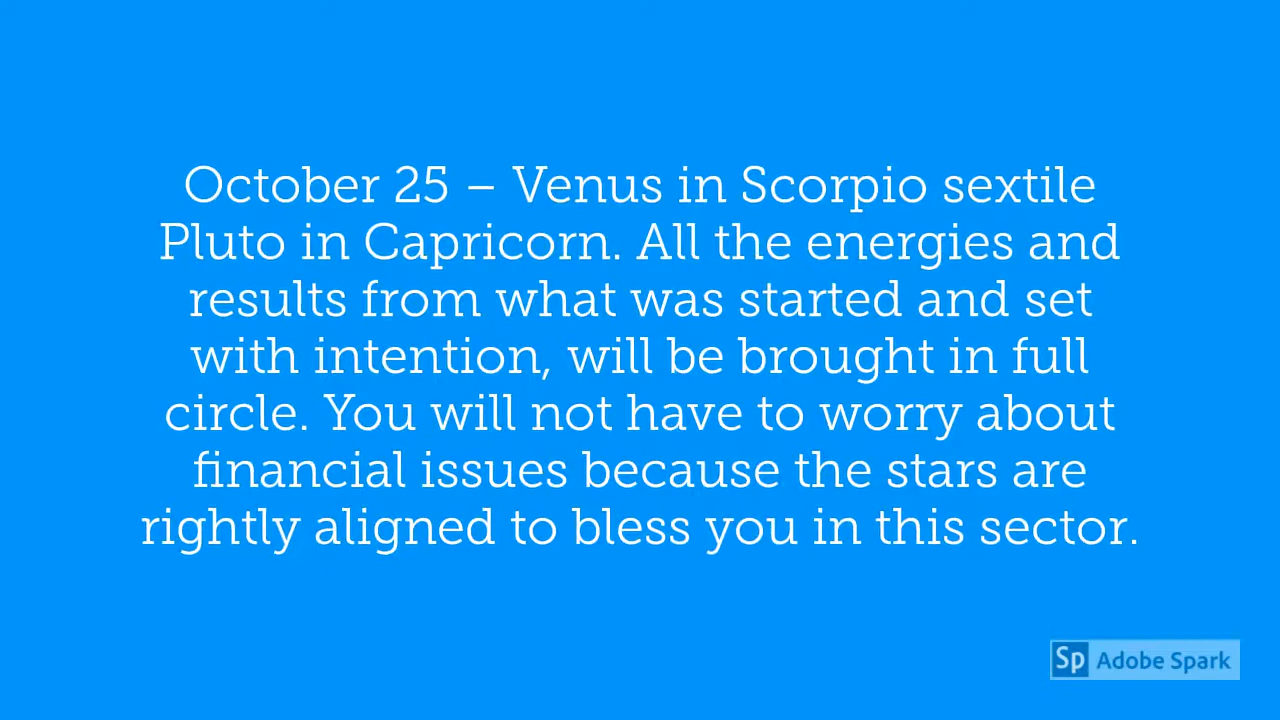 October 25 – Venus in Scorpio sextile
Pluto in Capricorn. All the energies and
results from what was started and set
with intention, will be brought in full
circle. You will not have to worry about
financial issues because the stars are
rightly aligned to bless you in this sector.
Sp Adobe Spark